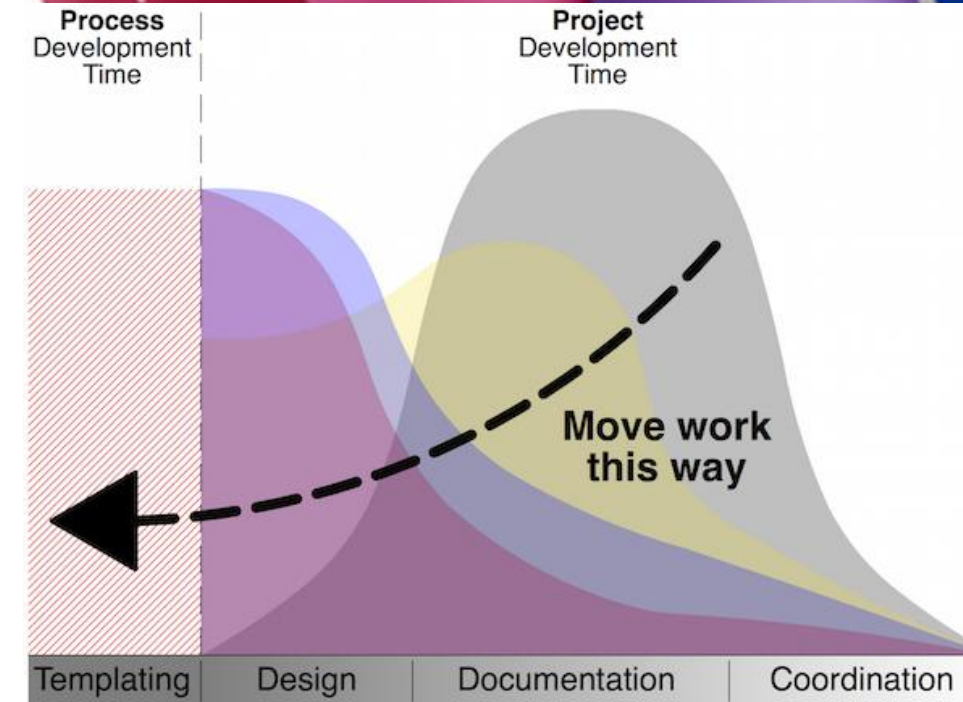 Process
Development
Time
Project
Development
Time
Move work
this way
Templating
Design
Documentation
Coordination